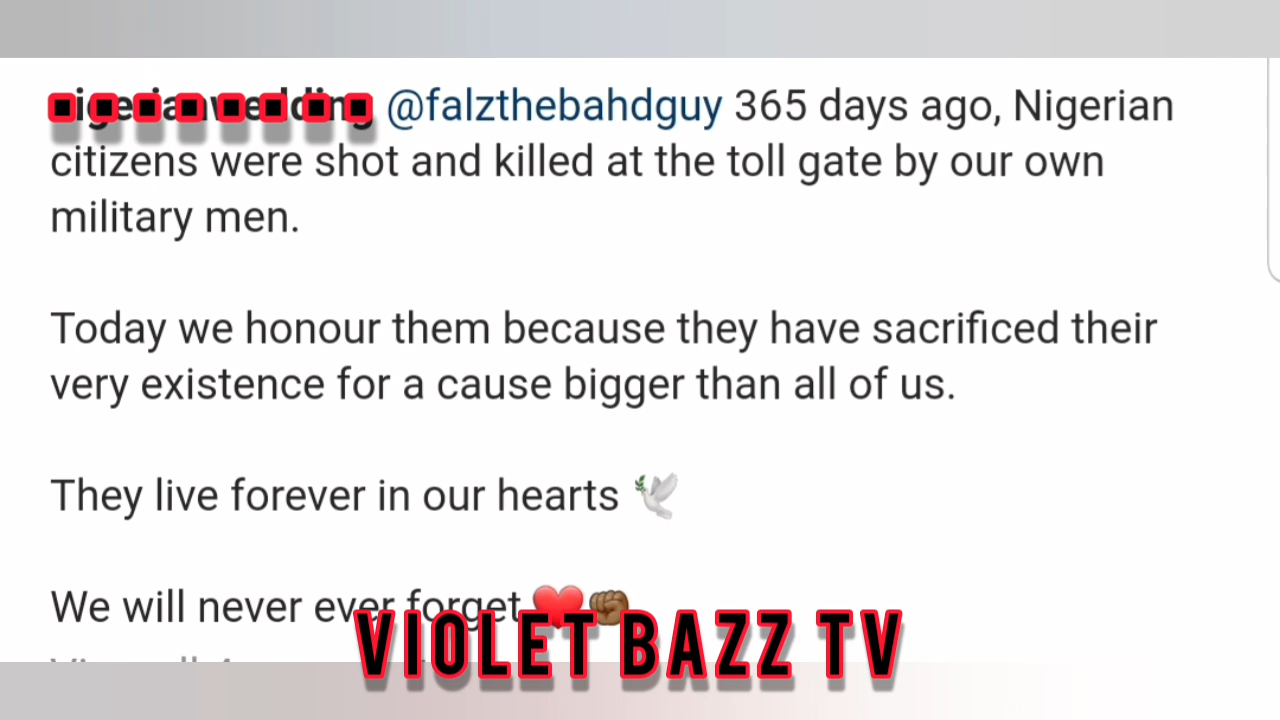 @falzthebahdguy 365 days ago, Nigerian
citizens were shot and killed at the toll gate by our own
military men.
Today we honour them because they have sacrificed their
very existence for a cause bigger than all of us.
They live forever in our hearts 🕊️
We will never ever forget ❤️✊🏾
VIOLET BAZZ TV